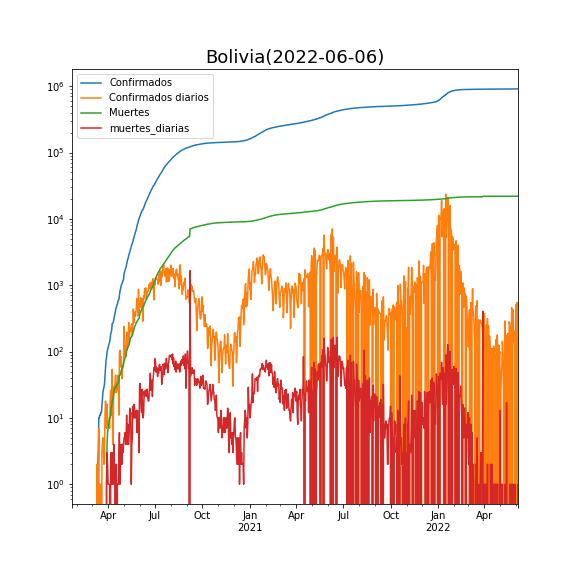 Bolivia(2022-06-06)
Confirmados
Confirmados diarios
Muertes
muertes_diarias
10^6
10^5
10^4
10^3
10^2
10^1
10^0
Apr Jul Oct Jan Apr Jul Oct Jan Apr
2021 2022